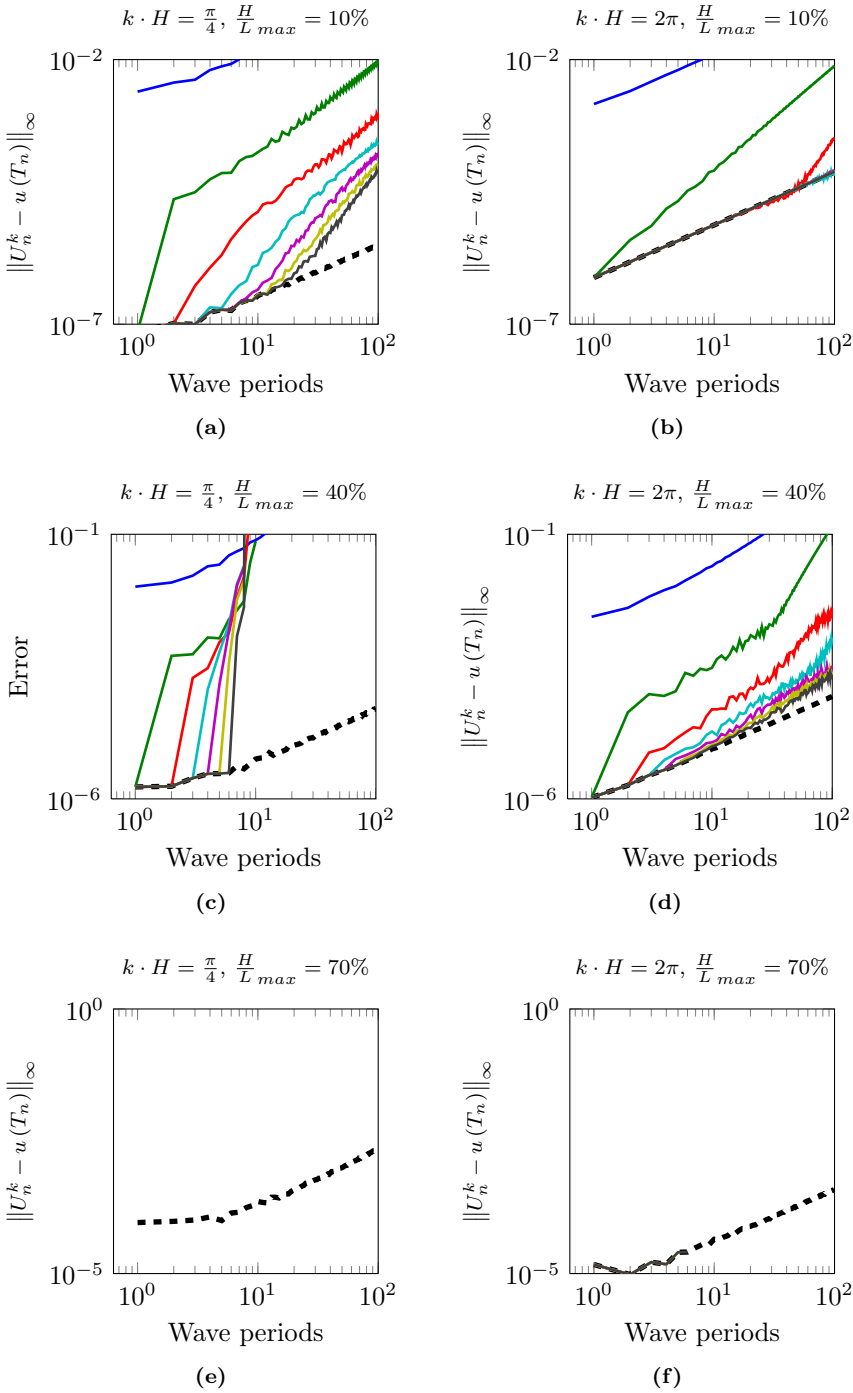 k · H = π/4, H/L max = 10%
10^-2
‖U_n^k − u (T_n)‖_∞
10^-7
10^0 10^1 10^2
Wave periods
(a)
k · H = 2π, H/L max = 10%
10^-2
‖U_n^k − u (T_n)‖_∞
10^-7
10^0 10^1 10^2
Wave periods
(b)
k · H = π/4, H/L max = 40%
10^-1
Error
10^-6
10^0 10^1 10^2
Wave periods
(c)
k · H = 2π, H/L max = 40%
10^-1
‖U_n^k − u (T_n)‖_∞
10^-6
10^0 10^1 10^2
Wave periods
(d)
k · H = π/4, H/L max = 70%
10^0
‖U_n^k − u (T_n)‖_∞
10^-5
10^0 10^1 10^2
Wave periods
(e)
k · H = 2π, H/L max = 70%
10^0
‖U_n^k − u (T_n)‖_∞
10^-5
10^0 10^1 10^2
Wave periods
(f)